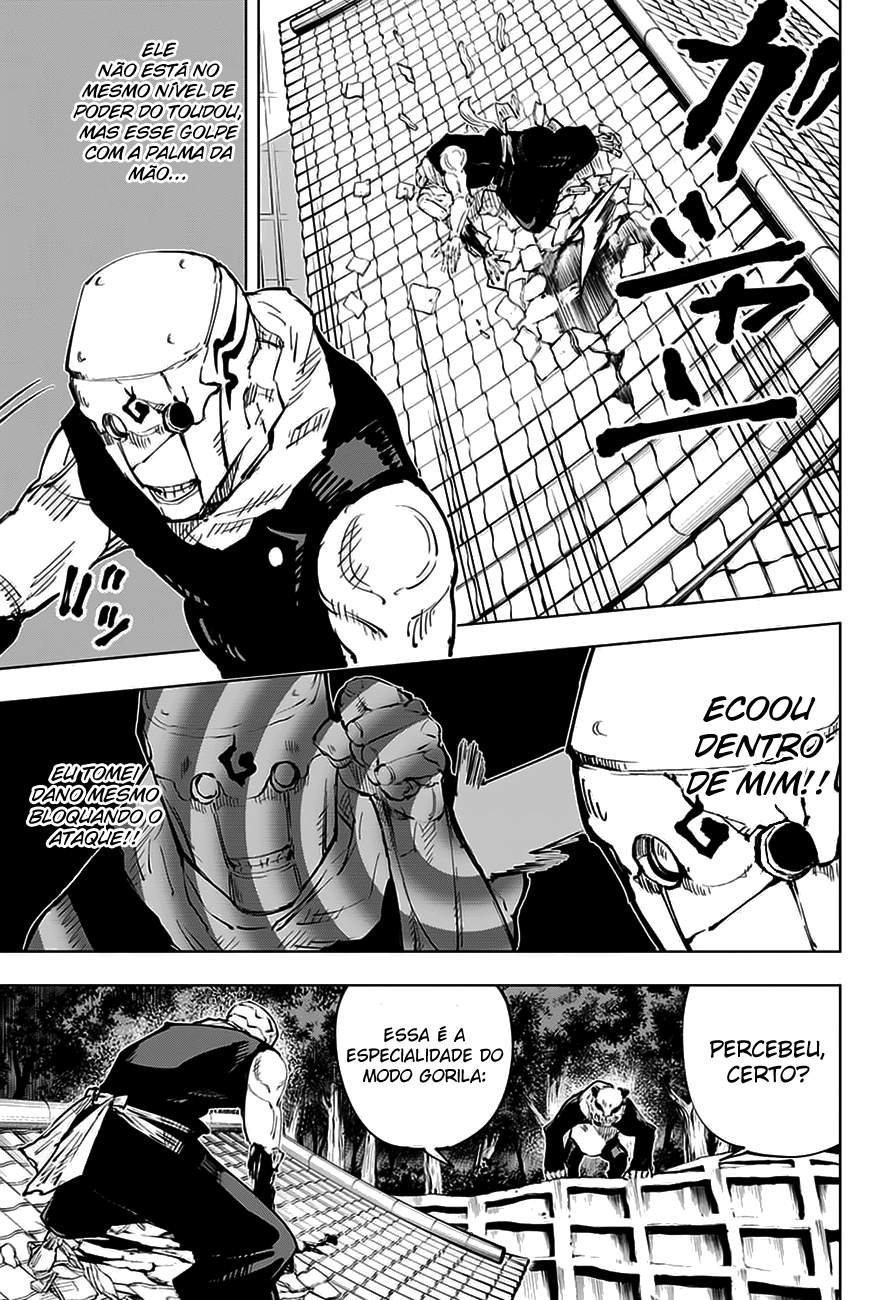 ELE
NÃO ESTÁ NO
MESMO NÍVEL DE
PODER DO TOUDOU,
MAS ESSE GOLPE
COM A PALMA DA
MÃO...
ECOOU
DENTRO
DE MIM!!
EU TOMEI
DANO MESMO
BLOQUANDO O
ATAQUE!!
PERCEBEU,
CERTO?
ESSA É A
ESPECIALIDADE DO
MODO GORILA: